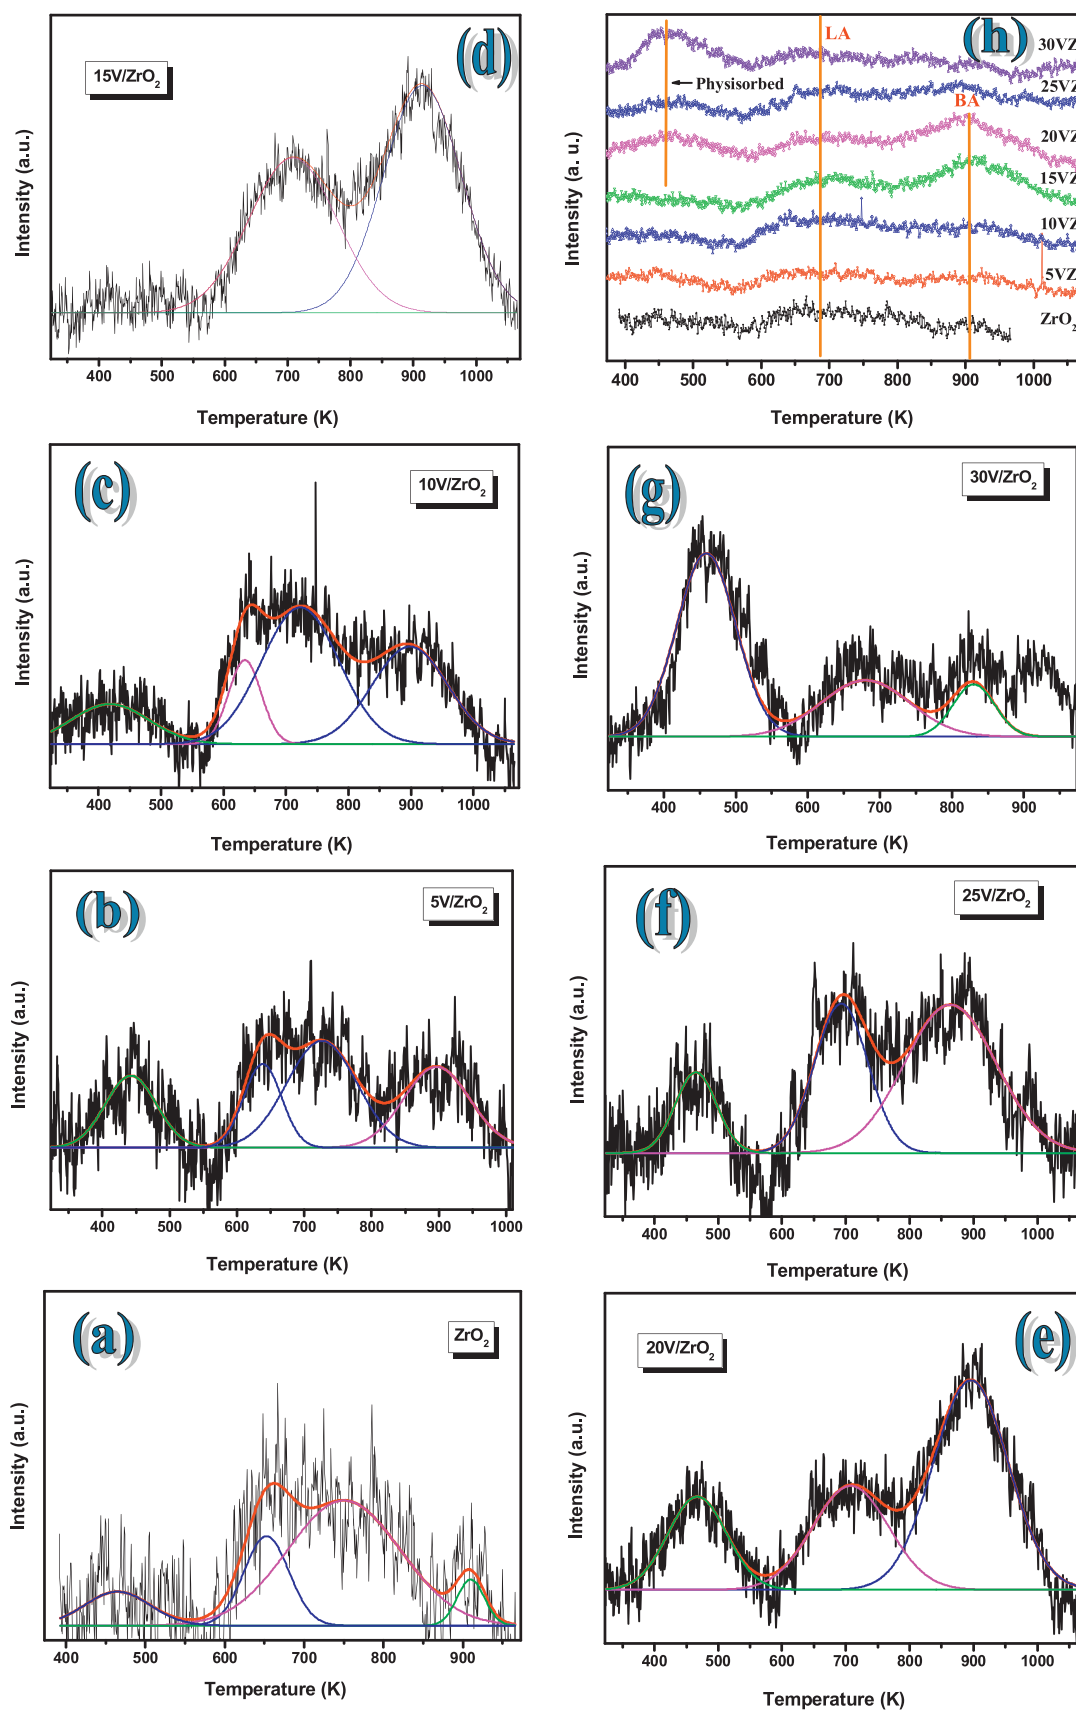 (d)
15V/ZrO2
Intensity (a.u.)
400 500 600 700 800 900 1000
Temperature (K)
(h)
LA
BA
Physisorbed
30VZ
25VZ
20VZ
15VZ
10VZ
5VZ
ZrO2
Intensity (a. u.)
400 500 600 700 800 900 1000
Temperature (K)
(c)
10V/ZrO2
Intensity (a.u.)
400 500 600 700 800 900 1000
Temperature (K)
(g)
30V/ZrO2
Intensity (a.u.)
400 500 600 700 800 900
Temperature (K)
(b)
5V/ZrO2
Intensity (a.u.)
400 500 600 700 800 900 1000
Temperature (K)
(f)
25V/ZrO2
Intensity (a.u.)
400 500 600 700 800 900 1000
Temperature (K)
(a)
ZrO2
Intensity (a.u.)
400 500 600 700 800 900
Temperature (K)
(e)
20V/ZrO2
Intensity (a.u.)
400 500 600 700 800 900 1000
Temperature (K)